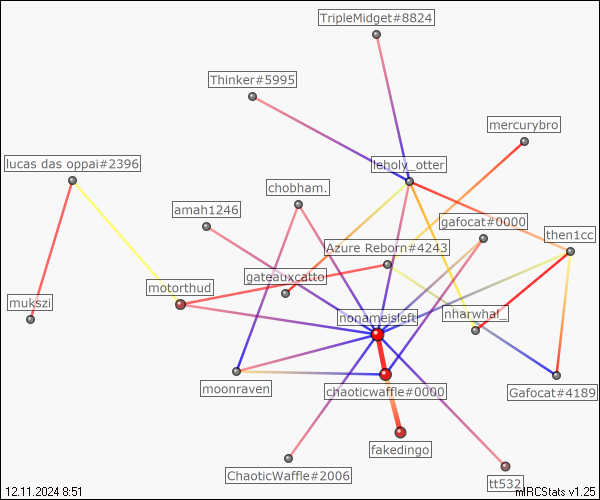 TripleMidget#8824
Thinker#5995
mercurybro
lucas das oppai#2396
leholy_otter
chobham.
amah1246
gafocat#0000
then1cc
Azure Reborn#4243
gateauxcatto
motorthud
mukszi
nonameisleft
nharwhal_
moonraven
chaoticwaffle#0000
Gafocat#4189
fakedingo
ChaoticWaffle#2006
tt532
12.11.2024 8:51
mIRCStats v1.25